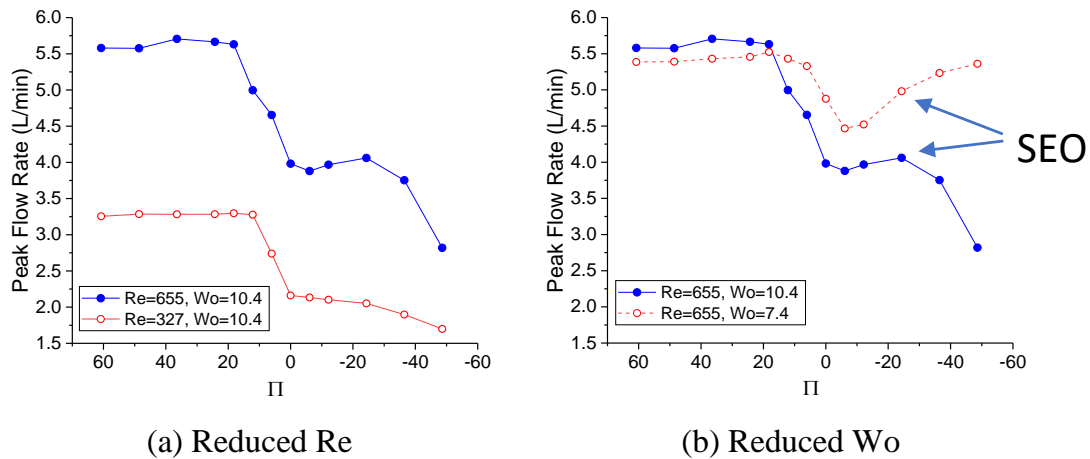 6.0
5.5
5.0
4.5
4.0
3.5
3.0
2.5
2.0
1.5
Peak Flow Rate (L/min)
Re=655, Wo=10.4
Re=327, Wo=10.4
60 40 20 0 -20 -40 -60
Π
(a) Reduced Re
6.0
5.5
5.0
4.5
4.0
3.5
3.0
2.5
2.0
1.5
Peak Flow Rate (L/min)
SEO
Re=655, Wo=10.4
Re=655, Wo=7.4
60 40 20 0 -20 -40 -60
Π
(b) Reduced Wo